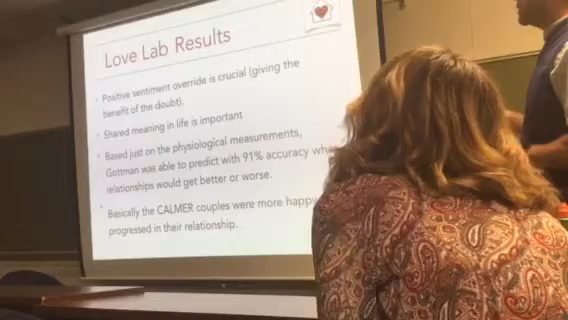 Love Lab Results
Positive sentiment override is crucial (giving the
benefit of the doubt).
Shared meaning in life is important
Based just on the physiological measurements,
Gottman was able to predict with 91% accuracy
relationships would get better or worse.
Basically the CALMER couples were more happy
progressed in their relationship.